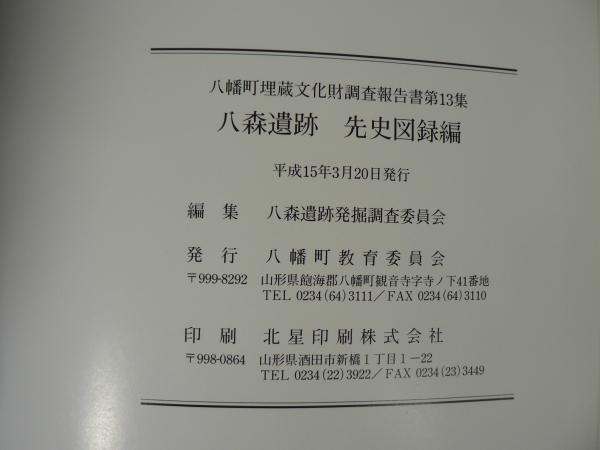 八幡町埋蔵文化財調査報告書第13集
八森遺跡　先史図録編
平成15年3月20日発行
編　集　八森遺跡発掘調査委員会
発　行　八幡町教育委員会
〒999-8292　山形県飽海郡八幡町観音寺字寺ノ下41番地
TEL 0234(64)3111／FAX 0234(64)3110
印　刷　北星印刷株式会社
〒998-0864　山形県酒田市新橋1丁目1－22
TEL 0234(22)3922／FAX 0234(23)3449